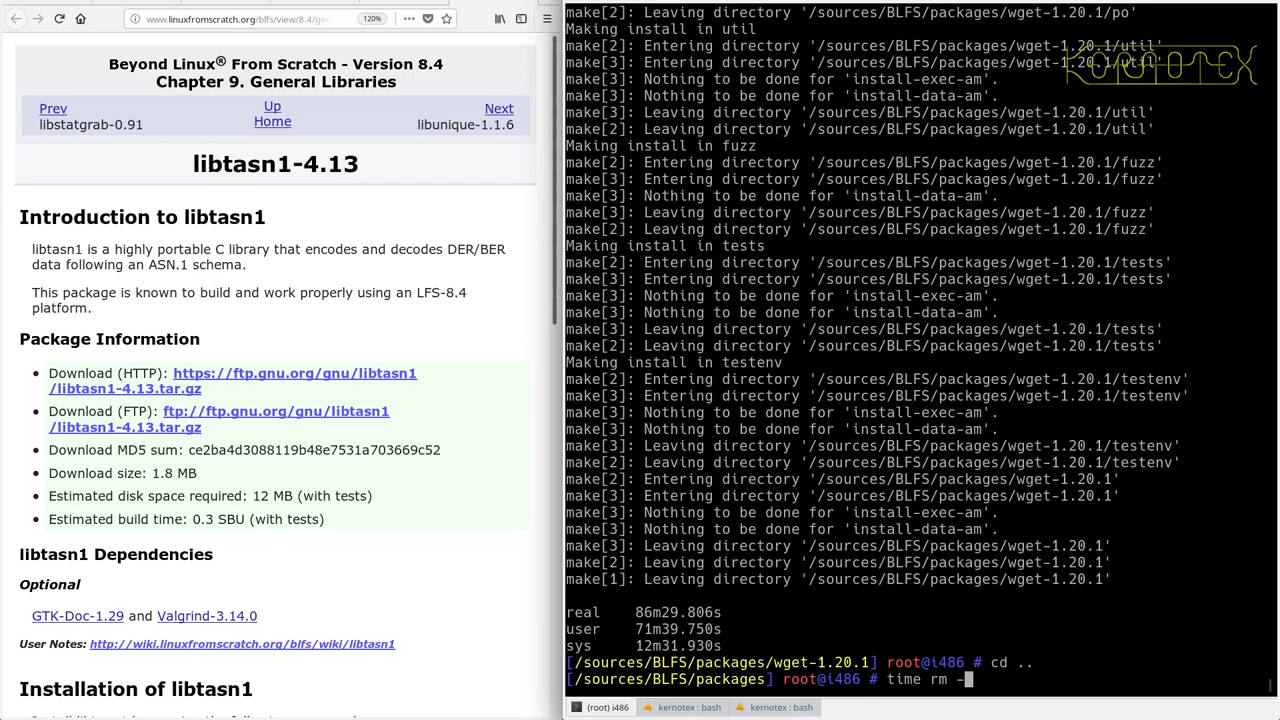 www.linuxfromscratch.org/blfs/view/8.4/gen
120%
Beyond Linux® From Scratch - Version 8.4
Chapter 9. General Libraries
Prev
Up
Next
libstatgrab-0.91
Home
libunique-1.1.6
libtasn1-4.13
Introduction to libtasn1
libtasn1 is a highly portable C library that encodes and decodes DER/BER
data following an ASN.1 schema.
This package is known to build and work properly using an LFS-8.4
platform.
Package Information
Download (HTTP): https://ftp.gnu.org/gnu/libtasn1
/libtasn1-4.13.tar.gz
Download (FTP): ftp://ftp.gnu.org/gnu/libtasn1
/libtasn1-4.13.tar.gz
Download MD5 sum: ce2ba4d3088119b48e7531a703669c52
Download size: 1.8 MB
Estimated disk space required: 12 MB (with tests)
Estimated build time: 0.3 SBU (with tests)
libtasn1 Dependencies
Optional
GTK-Doc-1.29 and Valgrind-3.14.0
User Notes: http://wiki.linuxfromscratch.org/blfs/wiki/libtasn1
Installation of libtasn1
make[2]: Leaving directory '/sources/BLFS/packages/wget-1.20.1/po'
Making install in util
make[2]: Entering directory '/sources/BLFS/packages/wget-1.20.1/util'
make[3]: Entering directory '/sources/BLFS/packages/wget-1.20.1/util'
make[3]: Nothing to be done for 'install-exec-am'.
make[3]: Nothing to be done for 'install-data-am'.
make[3]: Leaving directory '/sources/BLFS/packages/wget-1.20.1/util'
make[2]: Leaving directory '/sources/BLFS/packages/wget-1.20.1/util'
Making install in fuzz
make[2]: Entering directory '/sources/BLFS/packages/wget-1.20.1/fuzz'
make[3]: Entering directory '/sources/BLFS/packages/wget-1.20.1/fuzz'
make[3]: Nothing to be done for 'install-data-am'.
make[3]: Leaving directory '/sources/BLFS/packages/wget-1.20.1/fuzz'
make[2]: Leaving directory '/sources/BLFS/packages/wget-1.20.1/fuzz'
Making install in tests
make[2]: Entering directory '/sources/BLFS/packages/wget-1.20.1/tests'
make[3]: Entering directory '/sources/BLFS/packages/wget-1.20.1/tests'
make[3]: Nothing to be done for 'install-exec-am'.
make[3]: Nothing to be done for 'install-data-am'.
make[3]: Leaving directory '/sources/BLFS/packages/wget-1.20.1/tests'
make[2]: Leaving directory '/sources/BLFS/packages/wget-1.20.1/tests'
Making install in testenv
make[2]: Entering directory '/sources/BLFS/packages/wget-1.20.1/testenv'
make[3]: Entering directory '/sources/BLFS/packages/wget-1.20.1/testenv'
make[3]: Nothing to be done for 'install-exec-am'.
make[3]: Nothing to be done for 'install-data-am'.
make[3]: Leaving directory '/sources/BLFS/packages/wget-1.20.1/testenv'
make[2]: Leaving directory '/sources/BLFS/packages/wget-1.20.1/testenv'
make[2]: Entering directory '/sources/BLFS/packages/wget-1.20.1'
make[3]: Entering directory '/sources/BLFS/packages/wget-1.20.1'
make[3]: Nothing to be done for 'install-exec-am'.
make[3]: Nothing to be done for 'install-data-am'.
make[3]: Leaving directory '/sources/BLFS/packages/wget-1.20.1'
make[2]: Leaving directory '/sources/BLFS/packages/wget-1.20.1'
make[1]: Leaving directory '/sources/BLFS/packages/wget-1.20.1'
real 86m29.806s
user 71m39.750s
sys 12m31.930s
[/sources/BLFS/packages/wget-1.20.1] root@i486 # cd ..
[/sources/BLFS/packages] root@i486 # time rm -
(root) i486
kernotex : bash
kernotex : bash
KERNOTEX